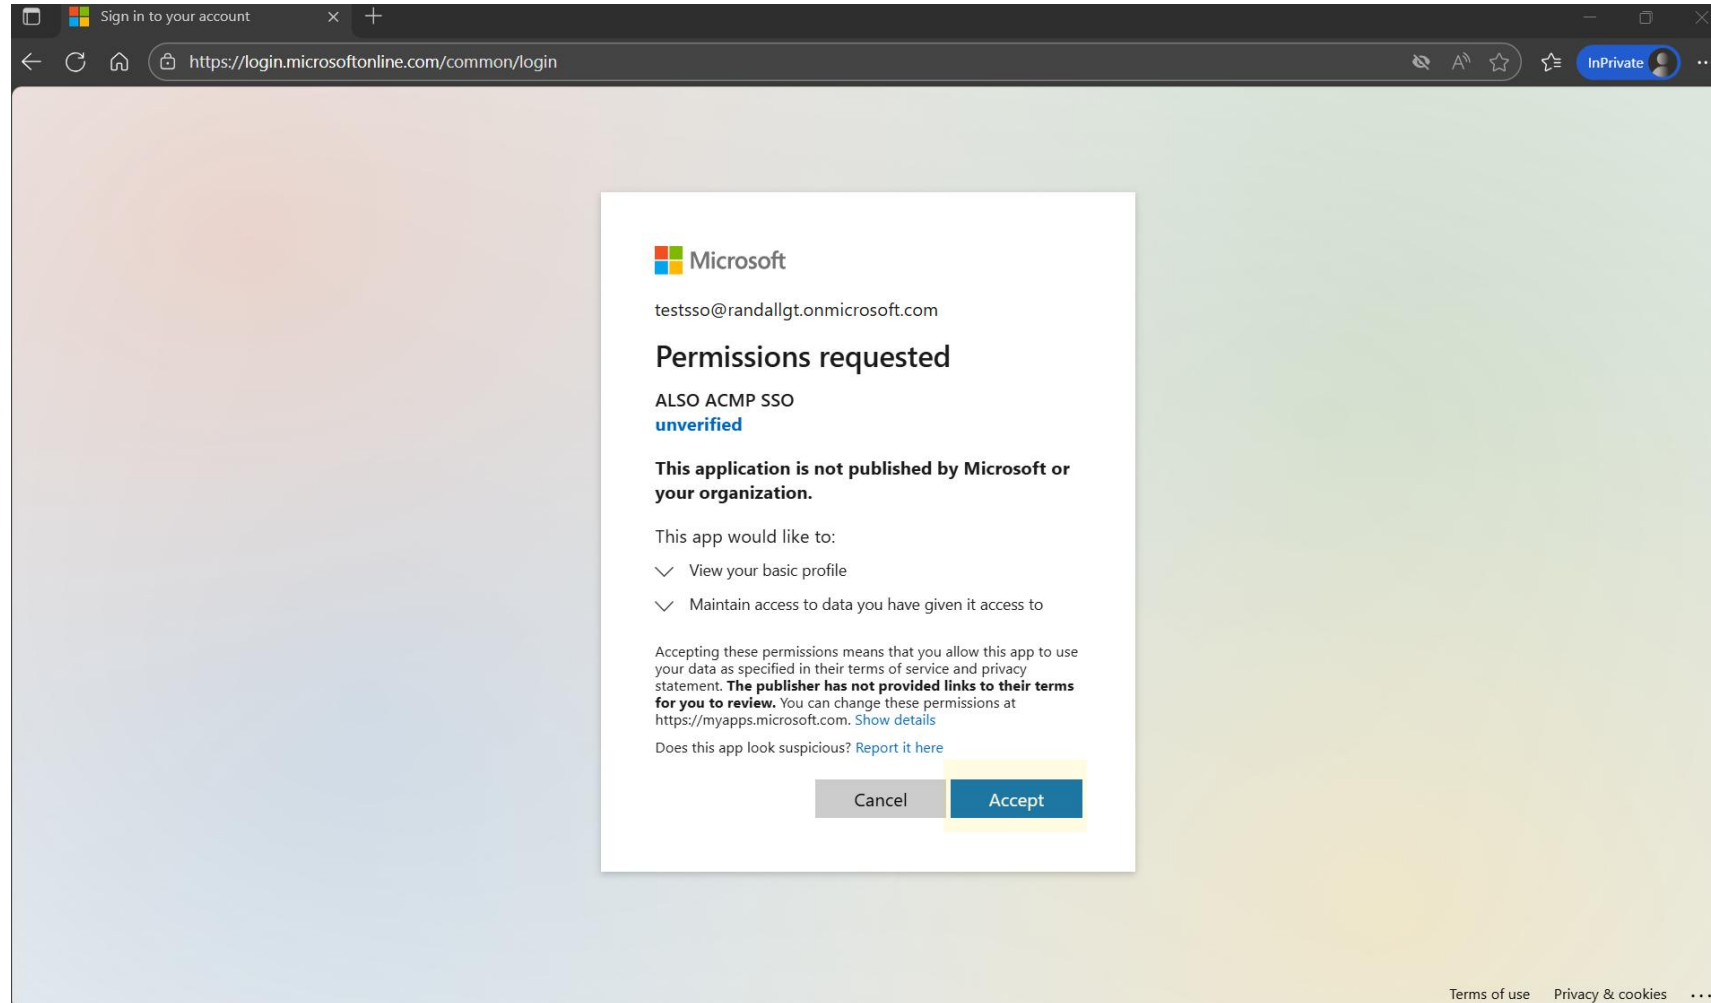 Sign in to your account
https://login.microsoftonline.com/common/login
InPrivate
Microsoft
testsso@randallgt.onmicrosoft.com
Permissions requested
ALSO ACMP SSO
unverified
This application is not published by Microsoft or
your organization.
This app would like to:
View your basic profile
Maintain access to data you have given it access to
Accepting these permissions means that you allow this app to use
your data as specified in their terms of service and privacy
statement. The publisher has not provided links to their terms
for you to review. You can change these permissions at
https://myapps.microsoft.com. Show details
Does this app look suspicious? Report it here
Cancel Accept
Terms of use Privacy & cookies ...